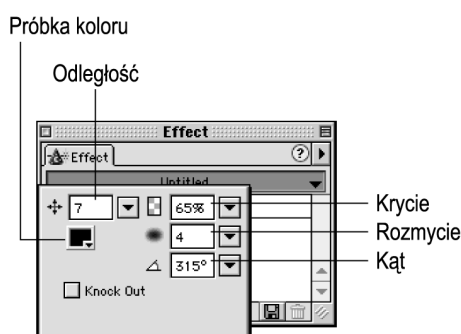 Próbka koloru
Odległość
Effect
Effect ?
Untitled
7 65% Krycie
4 Rozmycie
315° Kąt
Knock Out